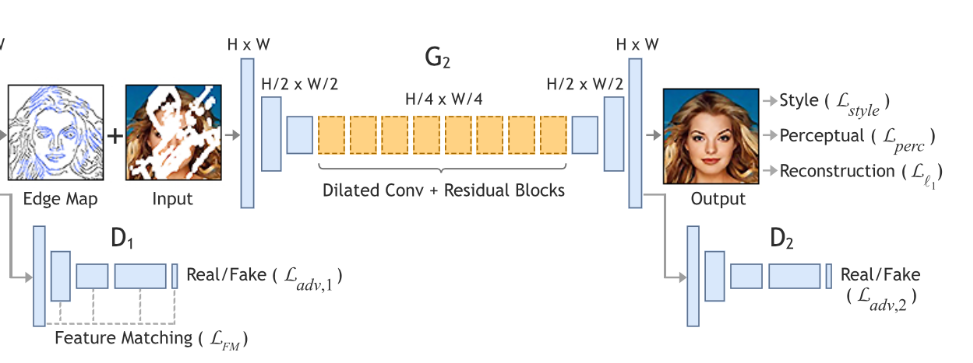 W
H x W
G₂
H x W
H/2 x W/2
H/4 x W/4
H/2 x W/2
+
Style ( ℒstyle )
Perceptual ( ℒperc )
Reconstruction ( ℒℓ₁ )
Edge Map
Input
Dilated Conv + Residual Blocks
Output
D₁
D₂
Real/Fake ( ℒadv,1 )
Real/Fake
( ℒadv,2 )
Feature Matching ( ℒFM )